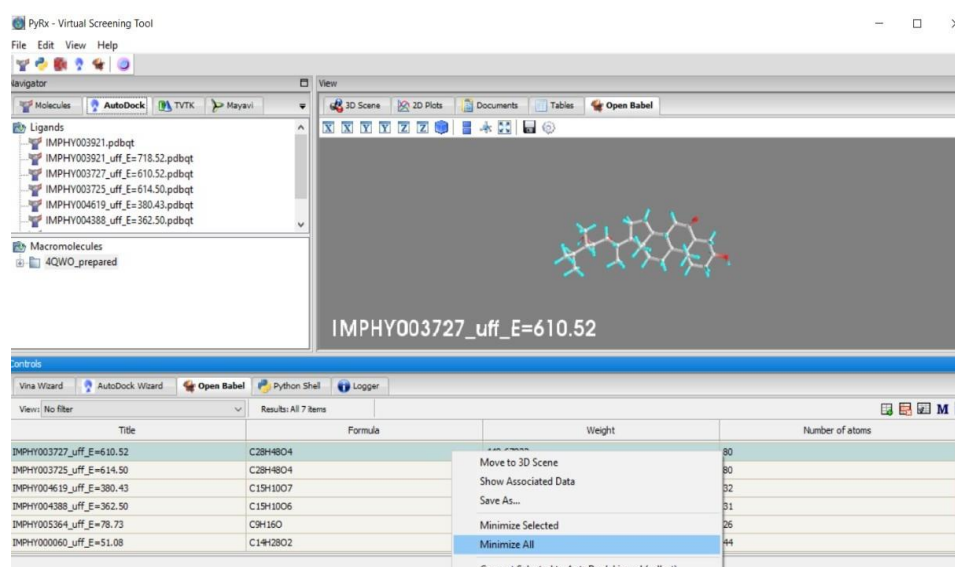 PyRx - Virtual Screening Tool
File Edit View Help
Navigator
View
Molecules AutoDock TVTK Mayavi
3D Scene 2D Plots Documents Tables Open Babel
Ligands
IMPHY003921.pdbqt
IMPHY003921_uff_E=718.52.pdbqt
IMPHY003727_uff_E=610.52.pdbqt
IMPHY003725_uff_E=614.50.pdbqt
IMPHY004619_uff_E=380.43.pdbqt
IMPHY004388_uff_E=362.50.pdbqt
Macromolecules
4QWO_prepared
X X Y Y Z Z
IMPHY003727_uff_E=610.52
Controls
Vina Wizard AutoDock Wizard Open Babel Python Shell Logger
View: No filter Results: All 7 items M
Title Formula Weight Number of atoms
IMPHY003727_uff_E=610.52 C28H48O4 80
IMPHY003725_uff_E=614.50 C28H48O4 80
IMPHY004619_uff_E=380.43 C15H10O7 32
IMPHY004388_uff_E=362.50 C15H10O6 31
IMPHY005364_uff_E=78.73 C9H16O 26
IMPHY000060_uff_E=51.08 C14H28O2 44
Move to 3D Scene
Show Associated Data
Save As...
Minimize Selected
Minimize All